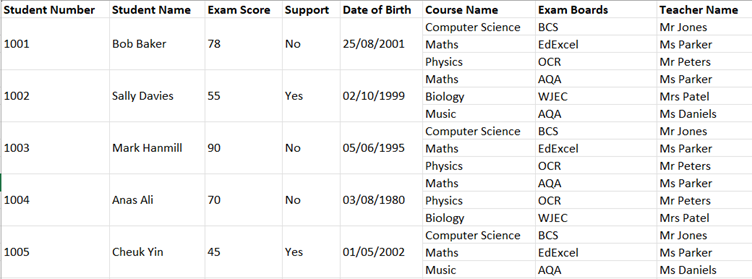 Student Number Student Name Exam Score Support Date of Birth Course Name Exam Boards Teacher Name
Computer Science BCS Mr Jones
1001 Bob Baker 78 No 25/08/2001 Maths EdExcel Ms Parker
Physics OCR Mr Peters
Maths AQA Ms Parker
1002 Sally Davies 55 Yes 02/10/1999 Biology WJEC Mrs Patel
Music AQA Ms Daniels
Computer Science BCS Mr Jones
1003 Mark Hanmill 90 No 05/06/1995 Maths EdExcel Ms Parker
Physics OCR Mr Peters
Maths AQA Ms Parker
1004 Anas Ali 70 No 03/08/1980 Physics OCR Mr Peters
Biology WJEC Mrs Patel
Computer Science BCS Mr Jones
1005 Cheuk Yin 45 Yes 01/05/2002 Maths EdExcel Ms Parker
Music AQA Ms Daniels